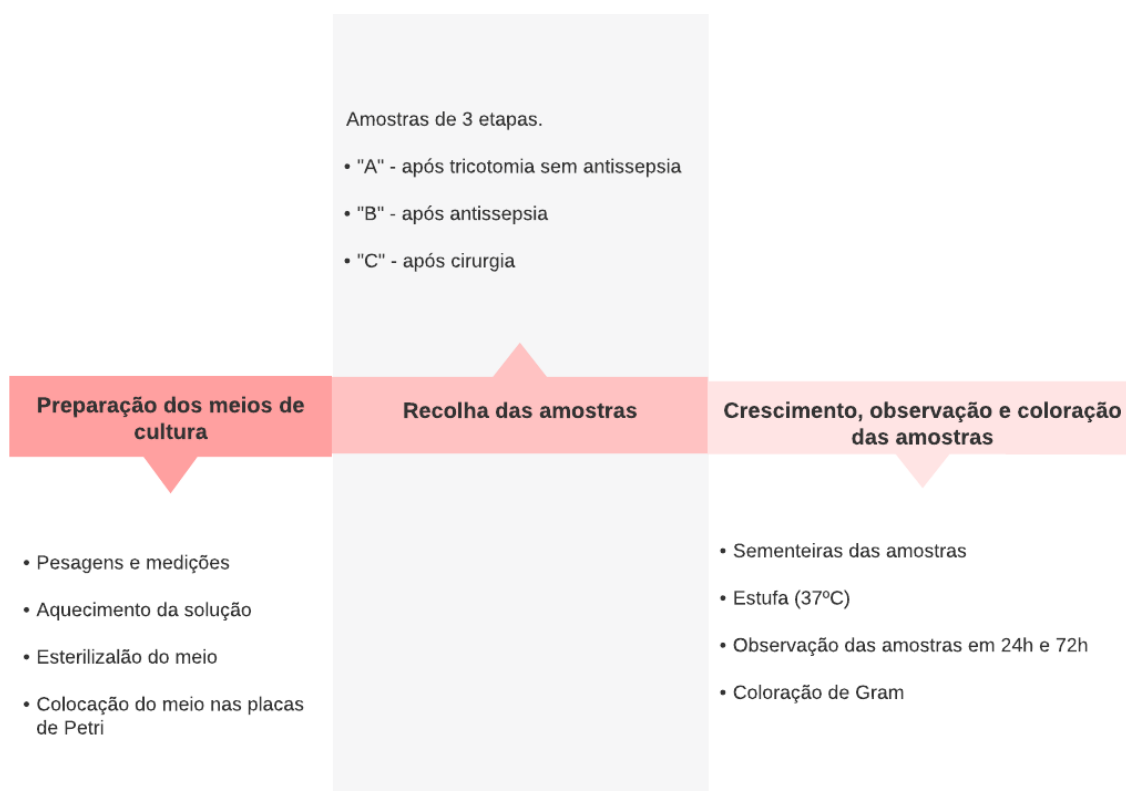 Amostras de 3 etapas.
• "A" - após tricotomia sem antissepsia
• "B" - após antissepsia
• "C" - após cirurgia
Preparação dos meios de
cultura
Recolha das amostras
Crescimento, observação e coloração
das amostras
• Pesagens e medições
• Aquecimento da solução
• Esterilizalão do meio
• Colocação do meio nas placas
de Petri
• Sementeiras das amostras
• Estufa (37ºC)
• Observação das amostras em 24h e 72h
• Coloração de Gram